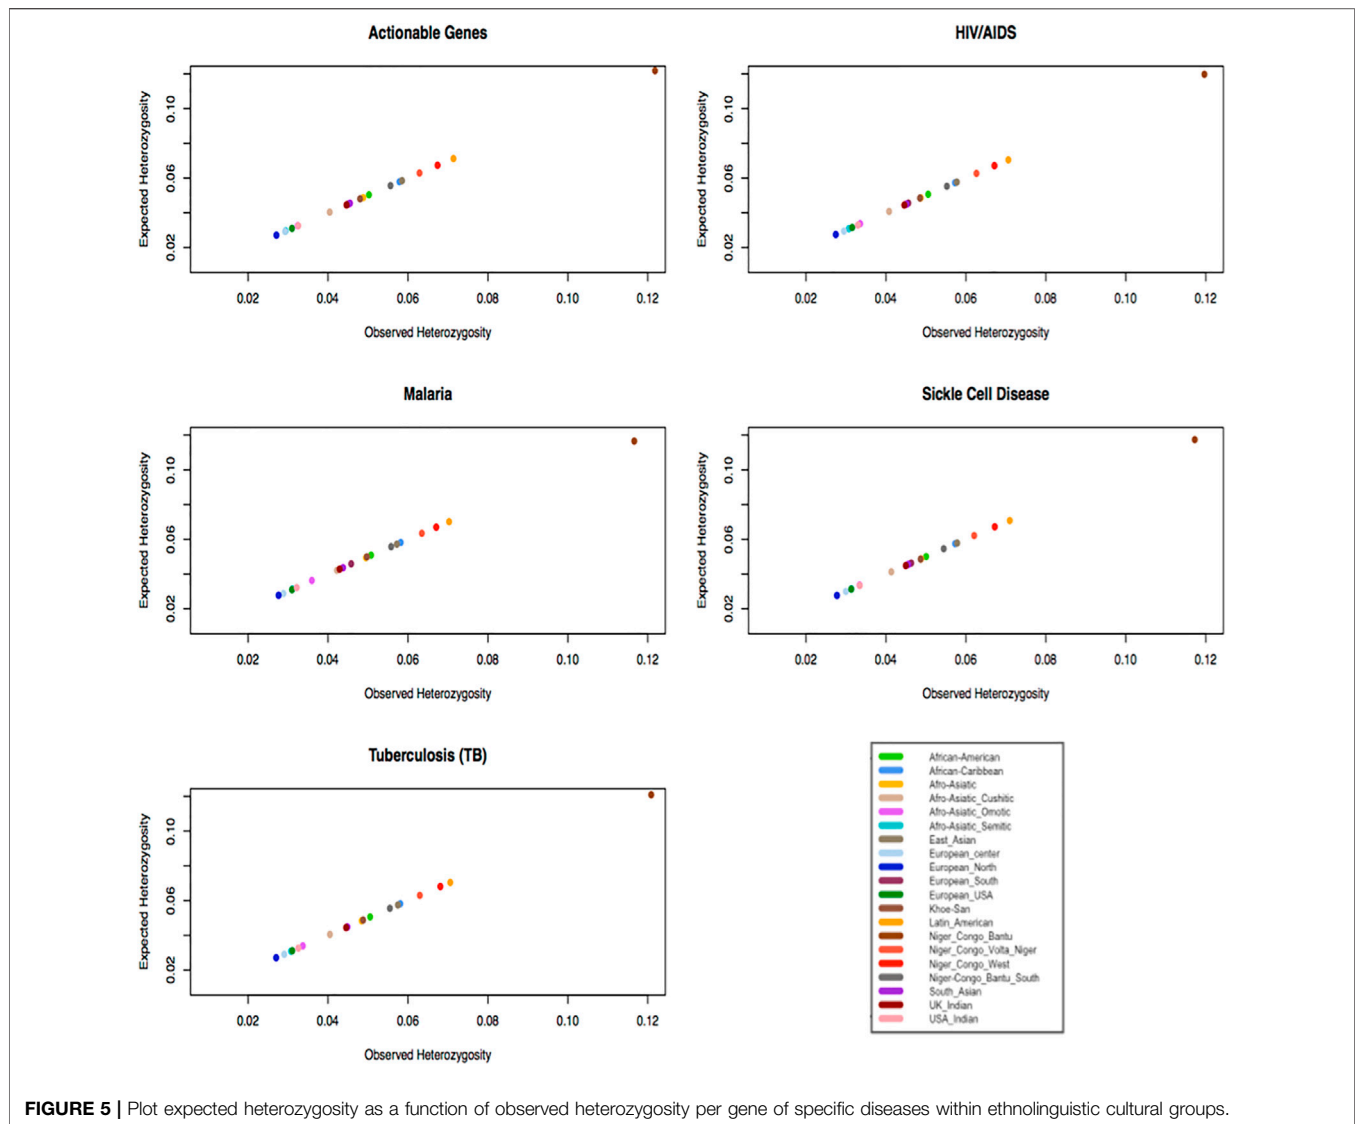 Actionable Genes
Expected Heterozygosity
0.02 0.06 0.10
0.02 0.04 0.06 0.08 0.10 0.12
Observed Heterozygosity
HIV/AIDS
Expected Heterozygosity
0.02 0.06 0.10
0.02 0.04 0.06 0.08 0.10 0.12
Observed Heterozygosity
Malaria
Expected Heterozygosity
0.02 0.06 0.10
0.02 0.04 0.06 0.08 0.10 0.12
Observed Heterozygosity
Sickle Cell Disease
Expected Heterozygosity
0.02 0.06 0.10
0.02 0.04 0.06 0.08 0.10 0.12
Observed Heterozygosity
Tuberculosis (TB)
Expected Heterozygosity
0.02 0.06 0.10
0.02 0.04 0.06 0.08 0.10 0.12
Observed Heterozygosity
African-American
African-Caribbean
Afro-Asiatic
Afro-Asiatic_Cushitic
Afro-Asiatic_Omotic
Afro-Asiatic_Semitic
East_Asian
European_center
European_North
European_South
European_USA
Khoe-San
Latin_American
Niger_Congo_Bantu
Niger_Congo_Volta_Niger
Niger_Congo_West
Niger-Congo_Bantu_South
South_Asian
UK_Indian
USA_Indian
FIGURE 5 | Plot expected heterozygosity as a function of observed heterozygosity per gene of specific diseases within ethnolinguistic cultural groups.